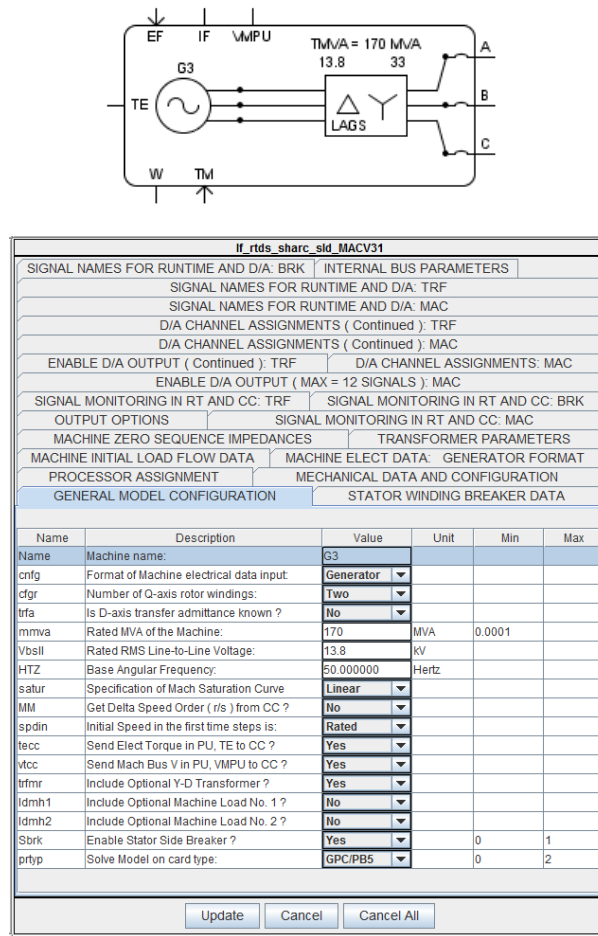 EF IF VMPU
TMVA = 170 MVA
13.8 33
A
G3
TE
B
LAGS
C
W TM
lf_rtds_sharc_sld_MACV31
SIGNAL NAMES FOR RUNTIME AND D/A: BRK INTERNAL BUS PARAMETERS
SIGNAL NAMES FOR RUNTIME AND D/A: TRF
SIGNAL NAMES FOR RUNTIME AND D/A: MAC
D/A CHANNEL ASSIGNMENTS ( Continued ): TRF
D/A CHANNEL ASSIGNMENTS ( Continued ): MAC
ENABLE D/A OUTPUT ( Continued ): TRF D/A CHANNEL ASSIGNMENTS: MAC
ENABLE D/A OUTPUT ( MAX = 12 SIGNALS ): MAC
SIGNAL MONITORING IN RT AND CC: TRF SIGNAL MONITORING IN RT AND CC: BRK
OUTPUT OPTIONS SIGNAL MONITORING IN RT AND CC: MAC
MACHINE ZERO SEQUENCE IMPEDANCES TRANSFORMER PARAMETERS
MACHINE INITIAL LOAD FLOW DATA MACHINE ELECT DATA: GENERATOR FORMAT
PROCESSOR ASSIGNMENT MECHANICAL DATA AND CONFIGURATION
GENERAL MODEL CONFIGURATION STATOR WINDING BREAKER DATA
Name Description Value Unit Min Max
Name Machine name: G3
cnfg Format of Machine electrical data input: Generator
cfgr Number of Q-axis rotor windings: Two
trfa Is D-axis transfer admittance known ? No
mmva Rated MVA of the Machine: 170 MVA 0.0001
Vbsll Rated RMS Line-to-Line Voltage: 13.8 kV
HTZ Base Angular Frequency: 50.000000 Hertz
satur Specification of Mach Saturation Curve Linear
MM Get Delta Speed Order ( r/s ) from CC ? No
spdin Initial Speed in the first time steps is: Rated
tecc Send Elect Torque in PU, TE to CC ? Yes
vtcc Send Mach Bus V in PU, VMPU to CC ? Yes
trfmr Include Optional Y-D Transformer ? Yes
ldmh1 Include Optional Machine Load No. 1 ? No
ldmh2 Include Optional Machine Load No. 2 ? No
Sbrk Enable Stator Side Breaker ? Yes 0 1
prtyp Solve Model on card type: GPC/PB5 0 2
Update Cancel Cancel All